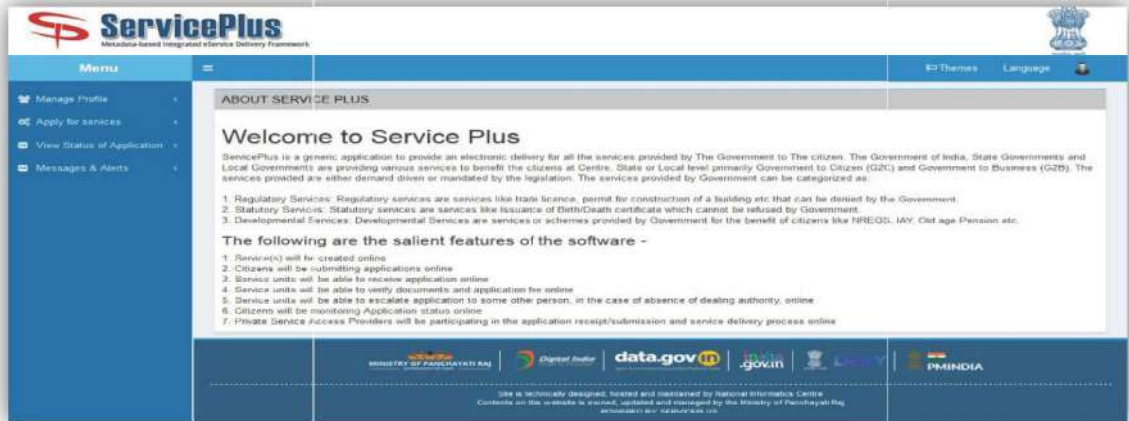 ServicePlus
Metadata-based Integrated eService Delivery Framework
Menu
Themes Language
Manage Profile
Apply for services
View Status of Application
Messages & Alerts
ABOUT SERVICE PLUS
Welcome to Service Plus
ServicePlus is a generic application to provide an electronic delivery for all the services provided by The Government to The citizen. The Government of India, State Governments and
Local Governments are providing various services to benefit the citizens at Centre, State or Local level primarily Government to Citizen (G2C) and Government to Business (G2B). The
services provided are either demand driven or mandated by the legislation. The services provided by Government can be categorized as:
1. Regulatory Services: Regulatory services are services like trade licence, permit for construction of a building etc that can be denied by the Government.
2. Statutory Services: Statutory services are services like Issuance of Birth/Death certificate which cannot be refused by Government.
3. Developmental Services: Developmental Services are services or schemes provided by Government for the benefit of citizens like NREGS, IAY, Old age Pension etc.
The following are the salient features of the software -
1. Service(s) will be created online
2. Citizens will be submitting applications online
3. Service units will be able to receive application online
4. Service units will be able to verify documents and application fee online
5. Service units will be able to escalate application to some other person, in the case of absence of dealing authority, online
6. Citizens will be monitoring Application status online
7. Private Service Access Providers will be participating in the application receipt/submission and service delivery process online
MINISTRY OF PANCHAYATI RAJ
Digital India
data.gov in
india
.gov.in
PMINDIA
Site is technically designed, hosted and maintained by National Informatics Centre
Contents on this website is owned, updated and managed by the Ministry of Panchayati Raj
POWERED BY SERVICEPLUS